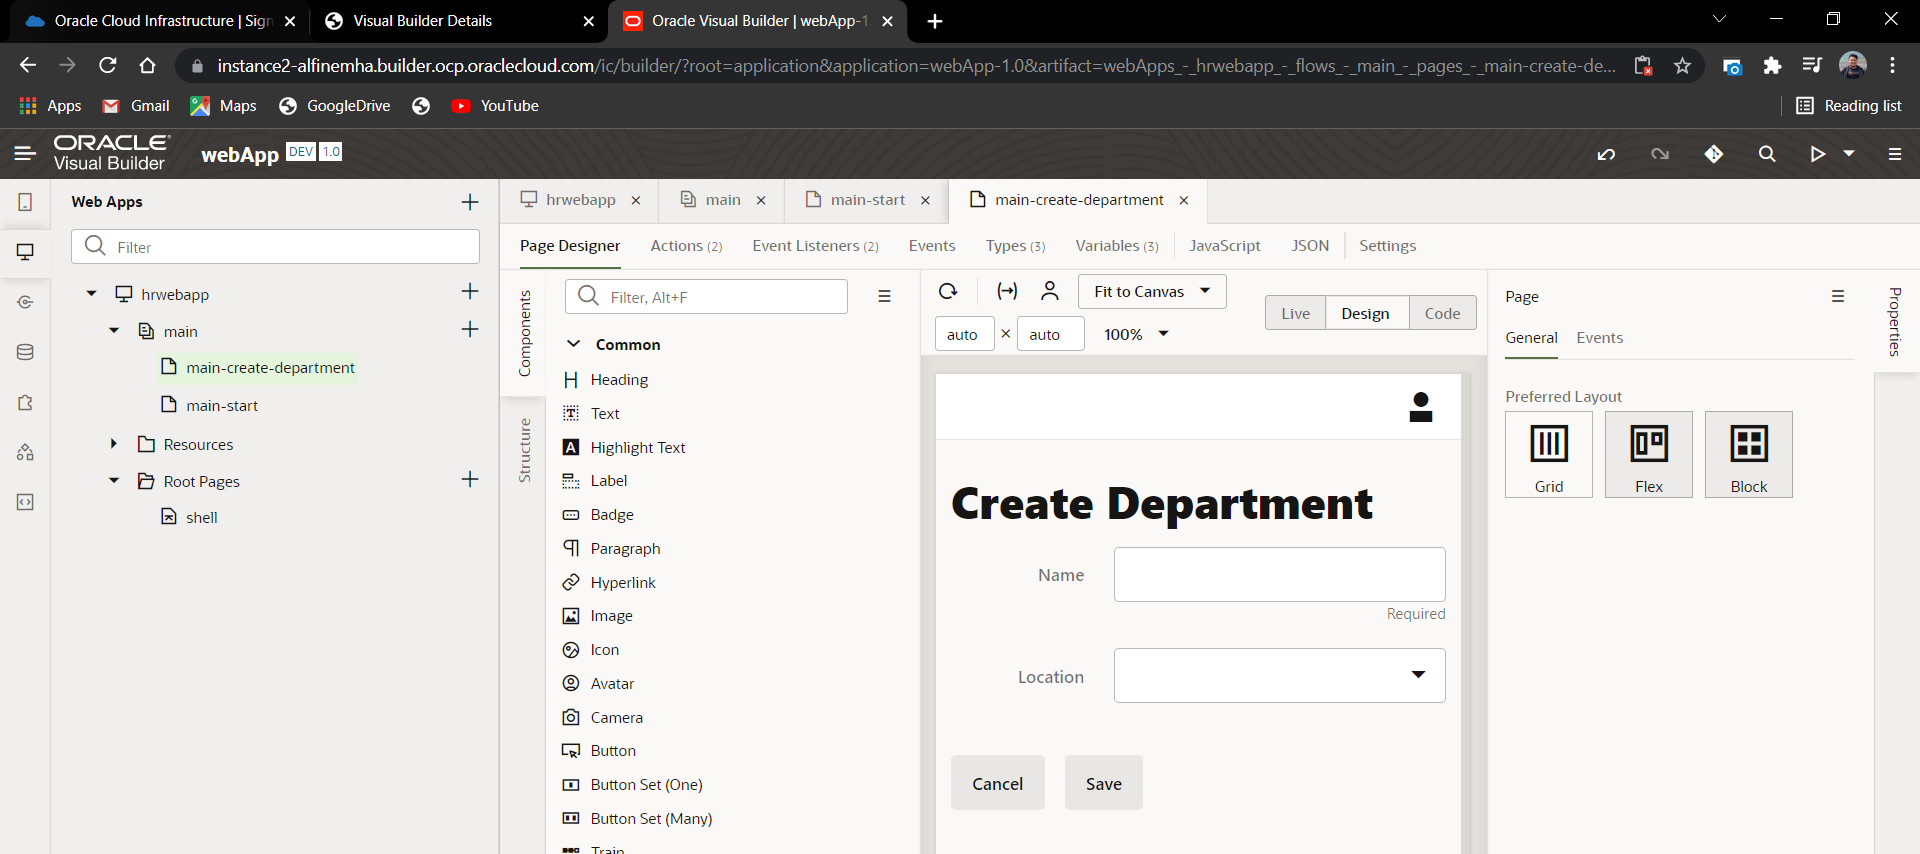 Oracle Cloud Infrastructure | Sign
Visual Builder Details
Oracle Visual Builder | webApp-1
instance2-alfinemha.builder.ocp.oraclecloud.com/ic/builder/?root=application&application=webApp-1.0&artifact=webApps_-_hrwebapp_-_flows_-_main_-_pages_-_main-create-de...
Apps
Gmail
Maps
GoogleDrive
YouTube
Reading list
ORACLE
Visual Builder
webApp
DEV
1.0
Web Apps
Filter
hrwebapp
main
main-create-department
main-start
Resources
Root Pages
shell
hrwebapp
main
main-start
main-create-department
Page Designer
Actions (2)
Event Listeners (2)
Events
Types (3)
Variables (3)
JavaScript
JSON
Settings
Components
Structure
Filter, Alt+F
Common
Heading
Text
Highlight Text
Label
Badge
Paragraph
Hyperlink
Image
Icon
Avatar
Camera
Button
Button Set (One)
Button Set (Many)
Train
Fit to Canvas
auto × auto
100%
Live
Design
Code
Create Department
Name
Required
Location
Cancel
Save
Page
General
Events
Preferred Layout
Grid
Flex
Block
Properties